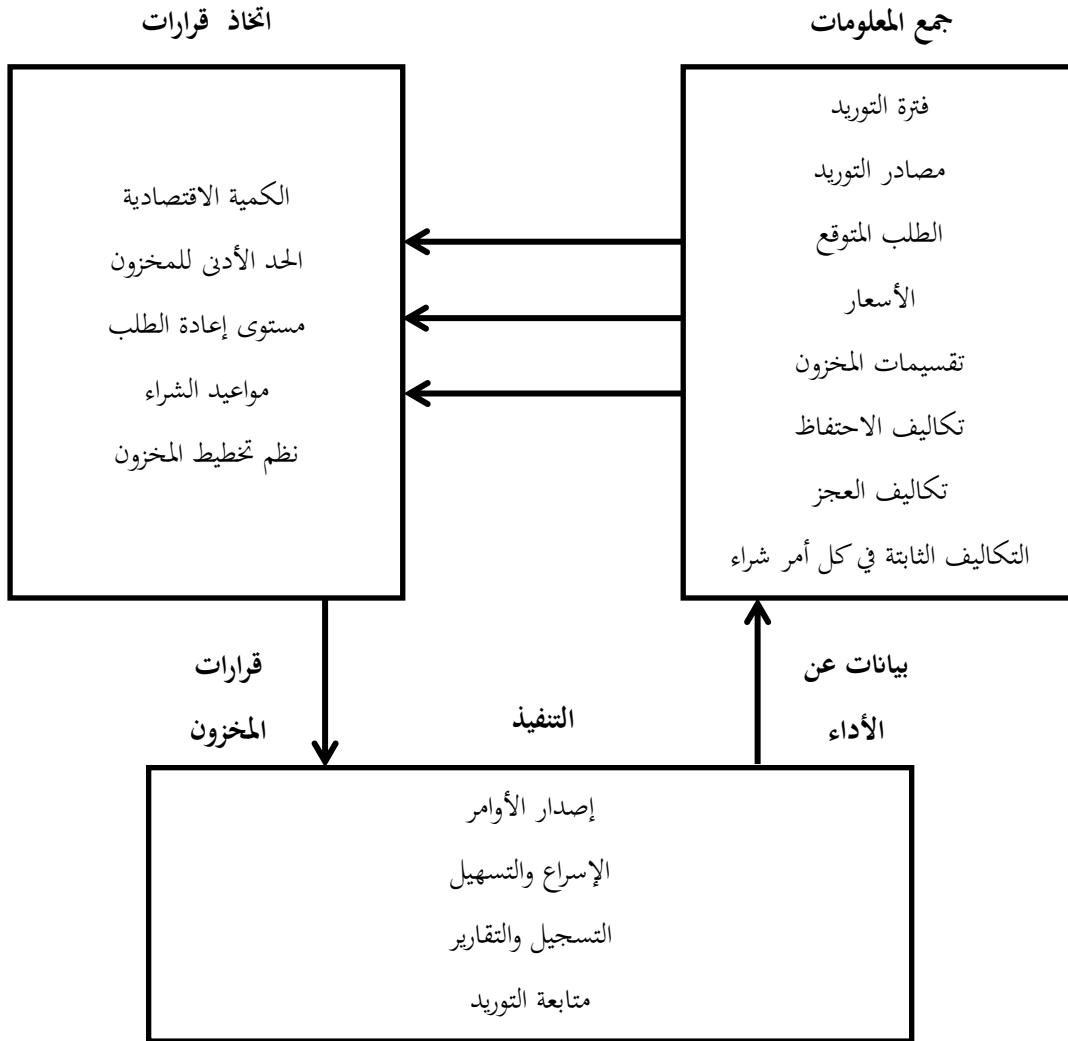 جمع المعلومات
فترة التوريد
مصادر التوريد
الطلب المتوقع
الأسعار
تقسيمات المخزون
تكاليف الاحتفاظ
تكاليف العجز
التكاليف الثابتة في كل أمر شراء
اتخاذ قرارات
الكمية الاقتصادية
الحد الأدنى للمخزون
مستوى إعادة الطلب
مواعيد الشراء
نظم تخطيط المخزون
بيانات عن
الأداء
قرارات
المخزون
التنفيذ
إصدار الأوامر
الإسراع والتسهيل
التسجيل والتقارير
متابعة التوريد